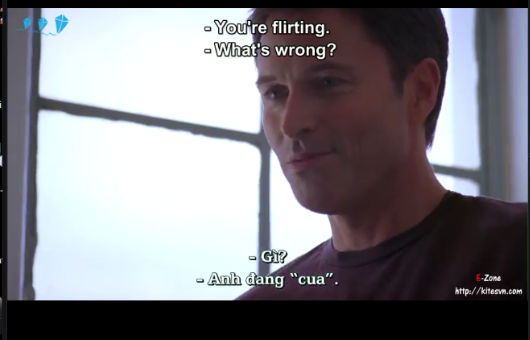 - You're flirting.
- What's wrong?
- Gì?
- Anh đang "cua".
E-Zone
http://kitesvn.com